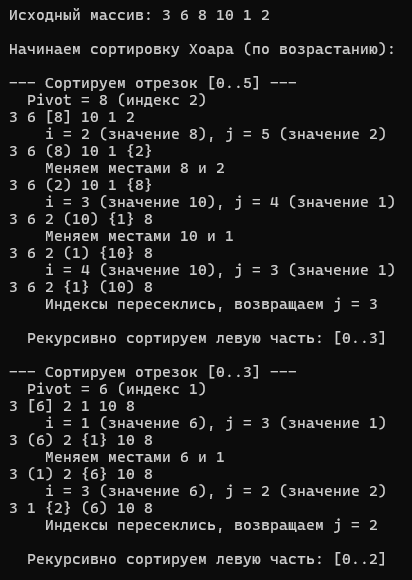 Исходный массив: 3 6 8 10 1 2
Начинаем сортировку Хоара (по возрастанию):
--- Сортируем отрезок [0..5] ---
Pivot = 8 (индекс 2)
3 6 [8] 10 1 2
i = 2 (значение 8), j = 5 (значение 2)
3 6 (8) 10 1 {2}
Меняем местами 8 и 2
3 6 (2) 10 1 {8}
i = 3 (значение 10), j = 4 (значение 1)
3 6 2 (10) {1} 8
Меняем местами 10 и 1
3 6 2 (1) {10} 8
i = 4 (значение 10), j = 3 (значение 1)
3 6 2 {1} (10) 8
Индексы пересеклись, возвращаем j = 3
Рекурсивно сортируем левую часть: [0..3]
--- Сортируем отрезок [0..3] ---
Pivot = 6 (индекс 1)
3 [6] 2 1 10 8
i = 1 (значение 6), j = 3 (значение 1)
3 (6) 2 {1} 10 8
Меняем местами 6 и 1
3 (1) 2 {6} 10 8
i = 3 (значение 6), j = 2 (значение 2)
3 1 {2} (6) 10 8
Индексы пересеклись, возвращаем j = 2
Рекурсивно сортируем левую часть: [0..2]